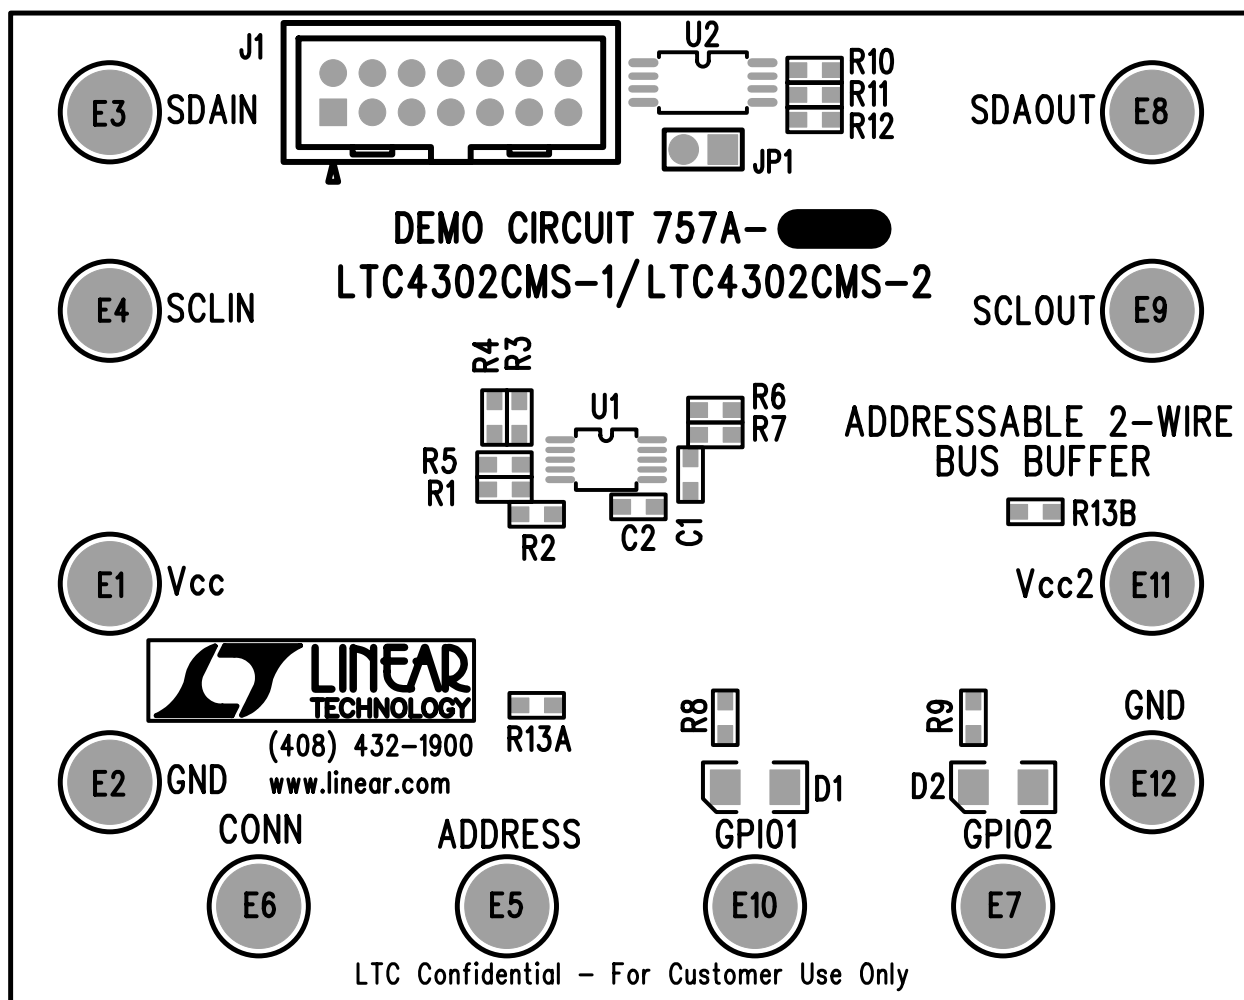 J1
U2
R10
R11
R12
E3 SDAIN
SDAOUT E8
JP1
DEMO CIRCUIT 757A-
LTC4302CMS-1/LTC4302CMS-2
E4 SCLIN
SCLOUT E9
R4 R3
U1
R6
R7
ADDRESSABLE 2-WIRE
BUS BUFFER
R5
R1
R2
C2
C1
R13B
E1 Vcc
Vcc2 E11
LINEAR
TECHNOLOGY
(408) 432-1900
www.linear.com
R13A
R8
R9
GND
E2 GND
D1
D2
E12
CONN
ADDRESS
GPIO1
GPIO2
E6
E5
E10
E7
LTC Confidential - For Customer Use Only